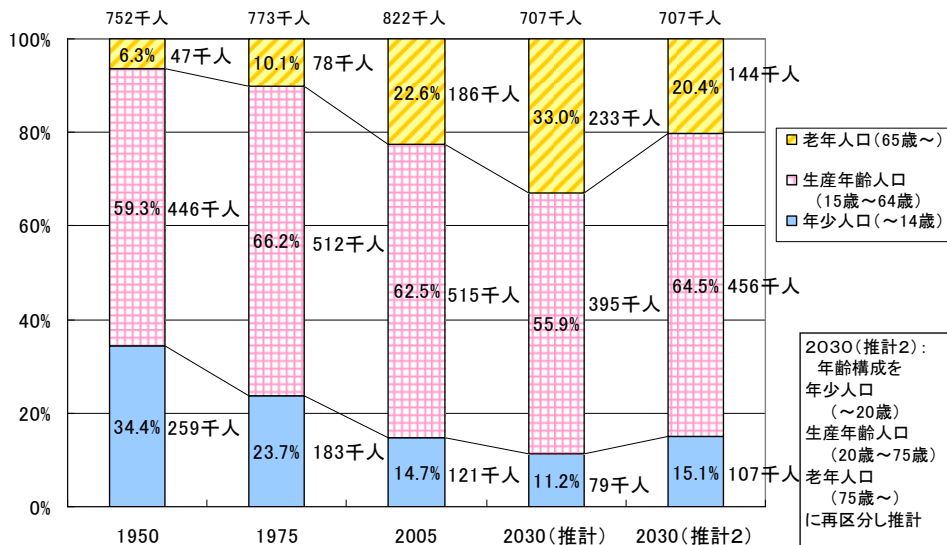 752千人 773千人 822千人 707千人 707千人
100%
80%
60%
40%
20%
0%
6.3% 47千人
59.3% 446千人
34.4% 259千人
10.1% 78千人
66.2% 512千人
23.7% 183千人
22.6% 186千人
62.5% 515千人
14.7% 121千人
33.0% 233千人
55.9% 395千人
11.2% 79千人
20.4% 144千人
64.5% 456千人
15.1% 107千人
1950 1975 2005 2030(推計) 2030(推計2)
老年人口(65歳～)
生産年齢人口
(15歳～64歳)
年少人口(～14歳)
2030(推計2):
年齢構成を
年少人口
(～20歳)
生産年齢人口
(20歳～75歳)
老年人口
(75歳～)
に再区分し推計